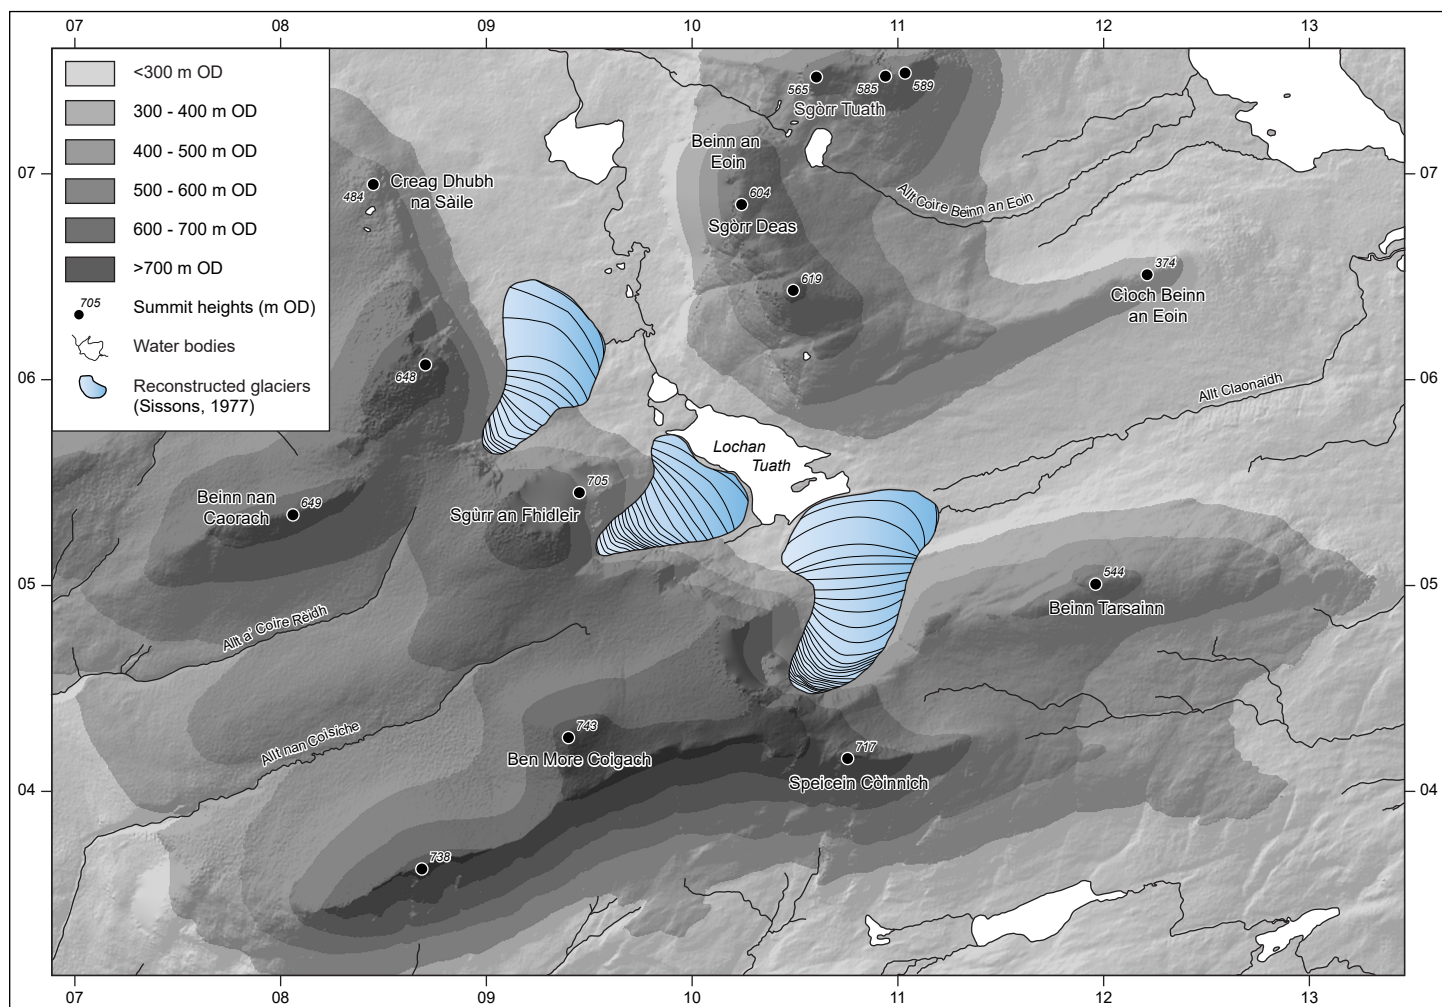 07 08 09 10 11 12 13
<300 m OD
300 - 400 m OD
400 - 500 m OD
500 - 600 m OD
600 - 700 m OD
>700 m OD
705
Summit heights (m OD)
Water bodies
Reconstructed glaciers
(Sissons, 1977)
565
585
589
Sgòrr Tuath
Beinn an
Eoin
07
07
484
Creag Dhubh
na Sàile
604
Sgòrr Deas
Allt Coire Beinn an Eoin
619
374
Cìoch Beinn
an Eoin
06
06
648
Allt Claonaidh
Lochan
Tuath
Beinn nan
Caorach
649
705
Sgùrr an Fhidleir
05
05
544
Beinn Tarsainn
Allt a' Coire Rèidh
Allt nan Coisiche
743
Ben More Coigach
717
Speicein Còinnich
04
04
738
07 08 09 10 11 12 13